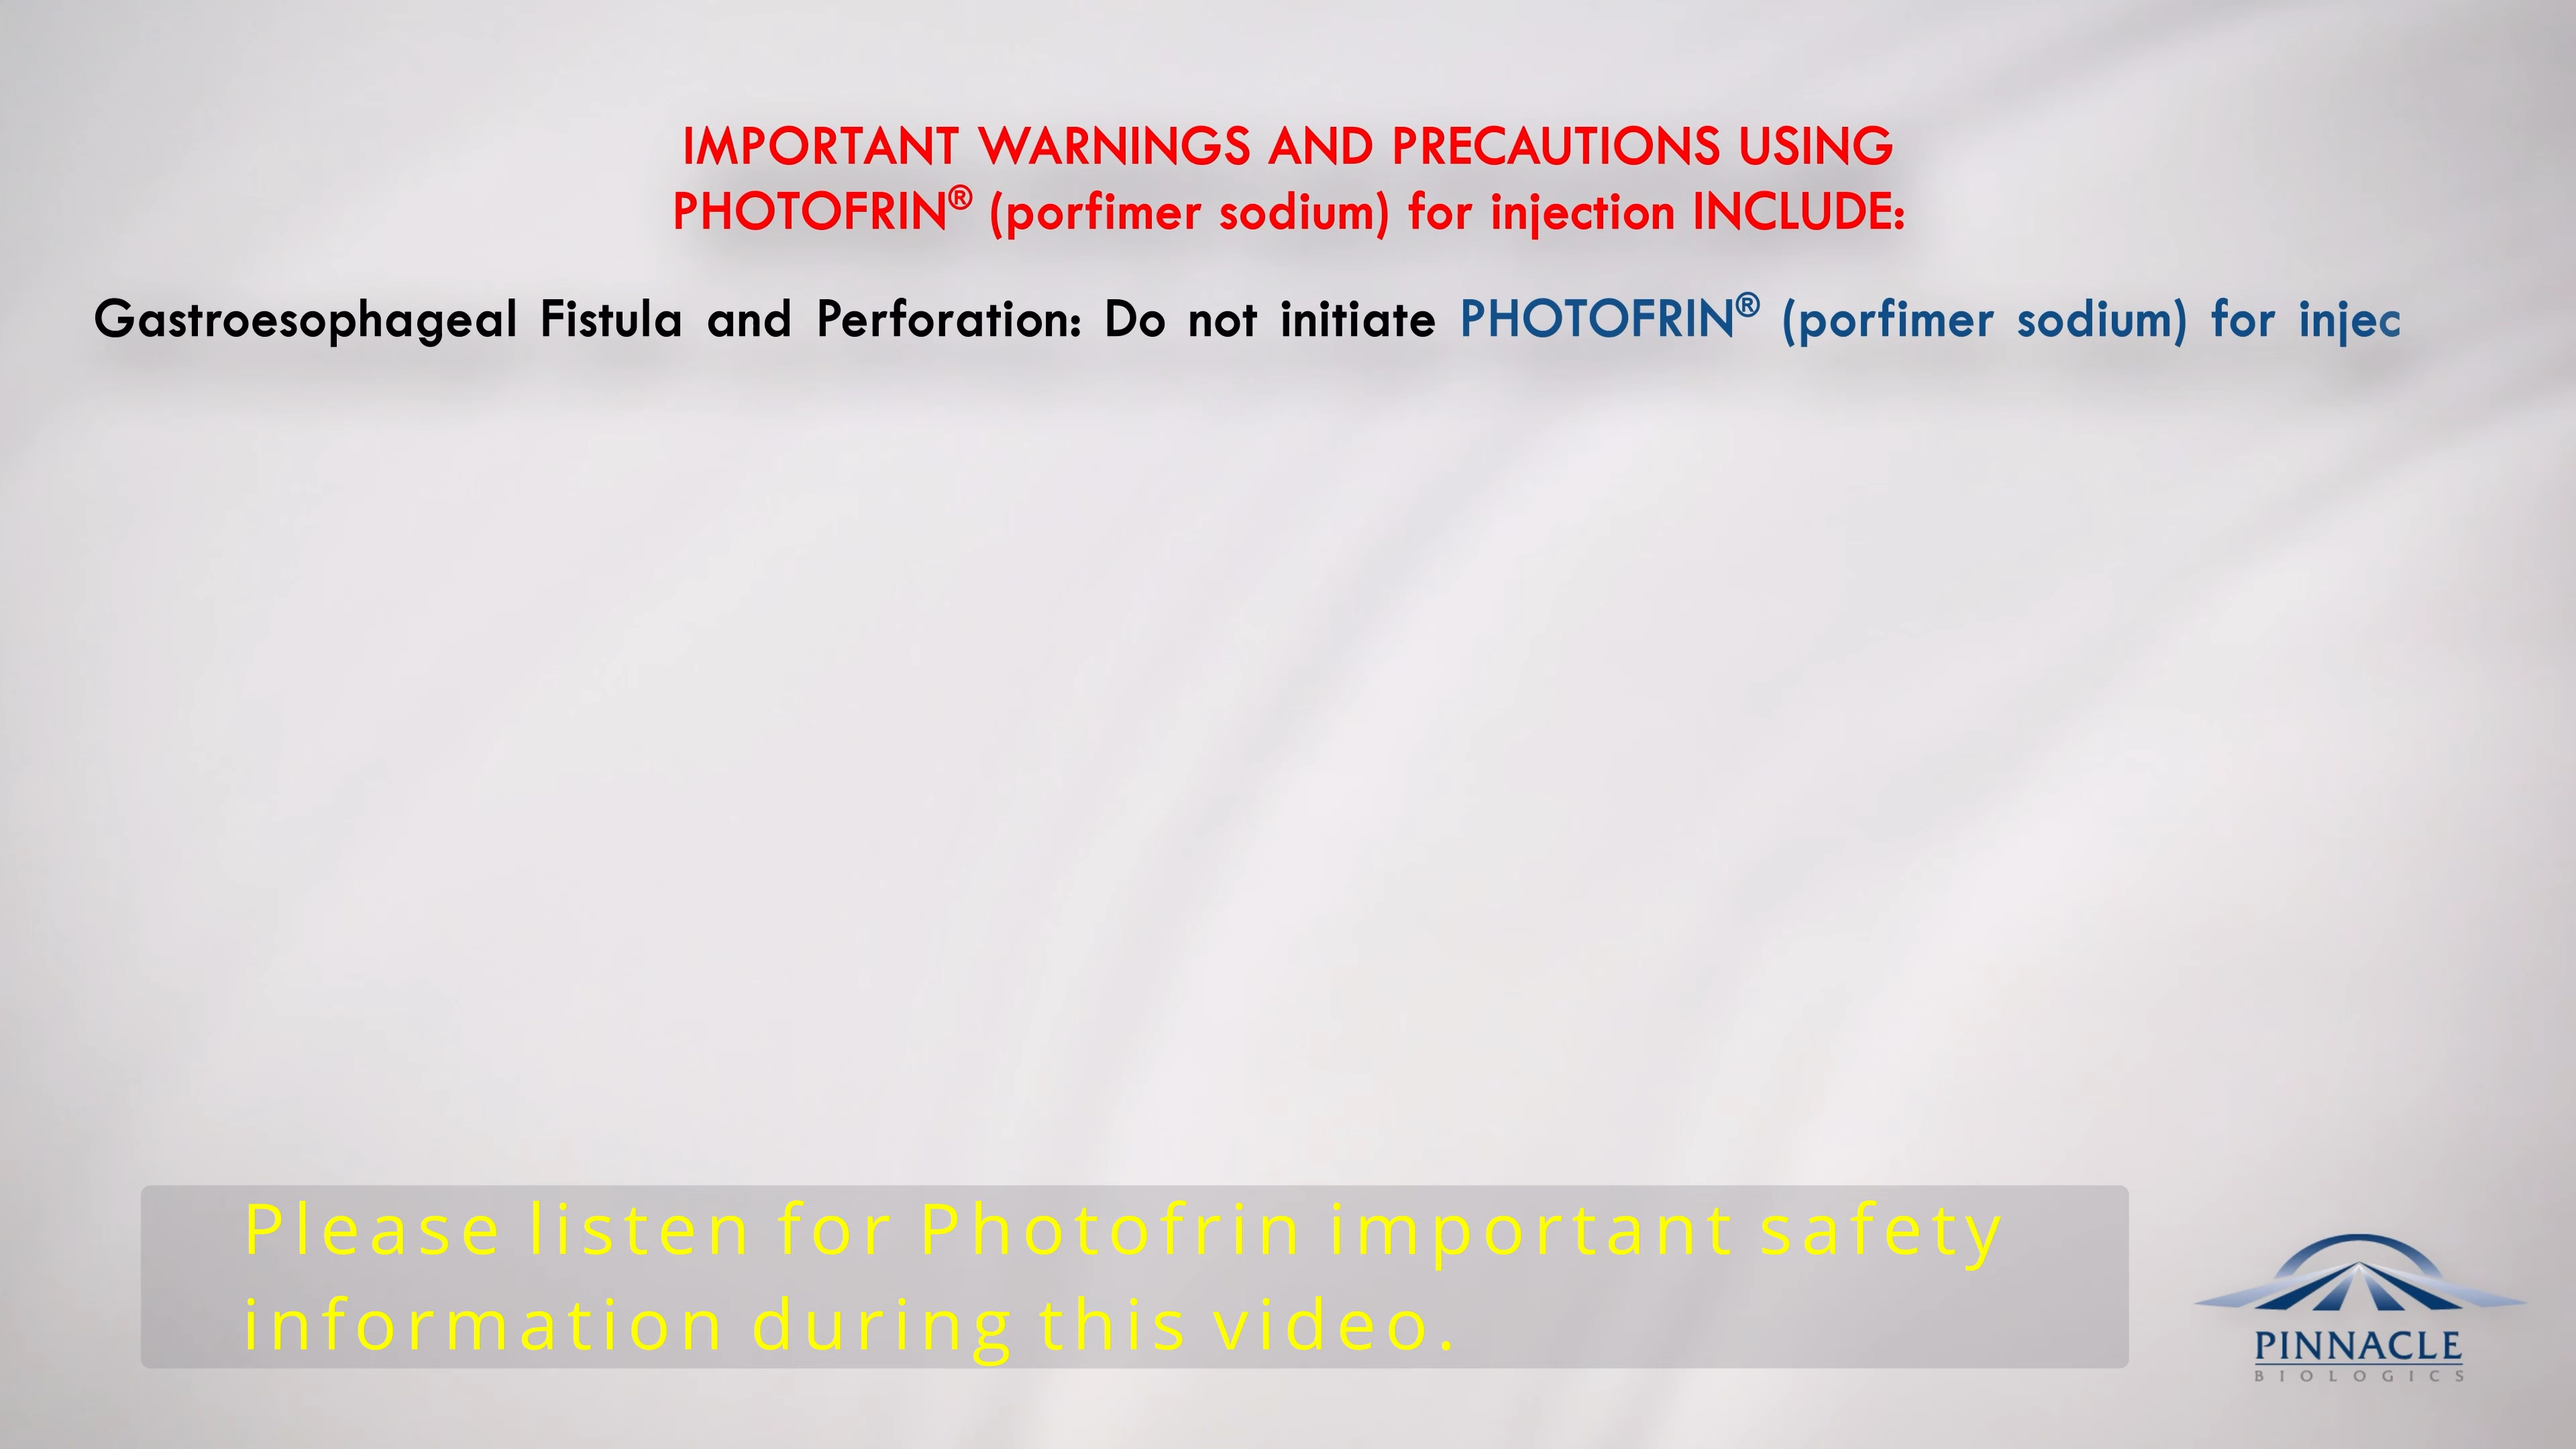 IMPORTANT WARNINGS AND PRECAUTIONS USING
PHOTOFRIN® (porfimer sodium) for injection INCLUDE:
Gastroesophageal Fistula and Perforation: Do not initiate PHOTOFRIN® (porfimer sodium) for injec
Please listen for Photofrin important safety
information during this video.
PINNACLE
BIOLOGICS